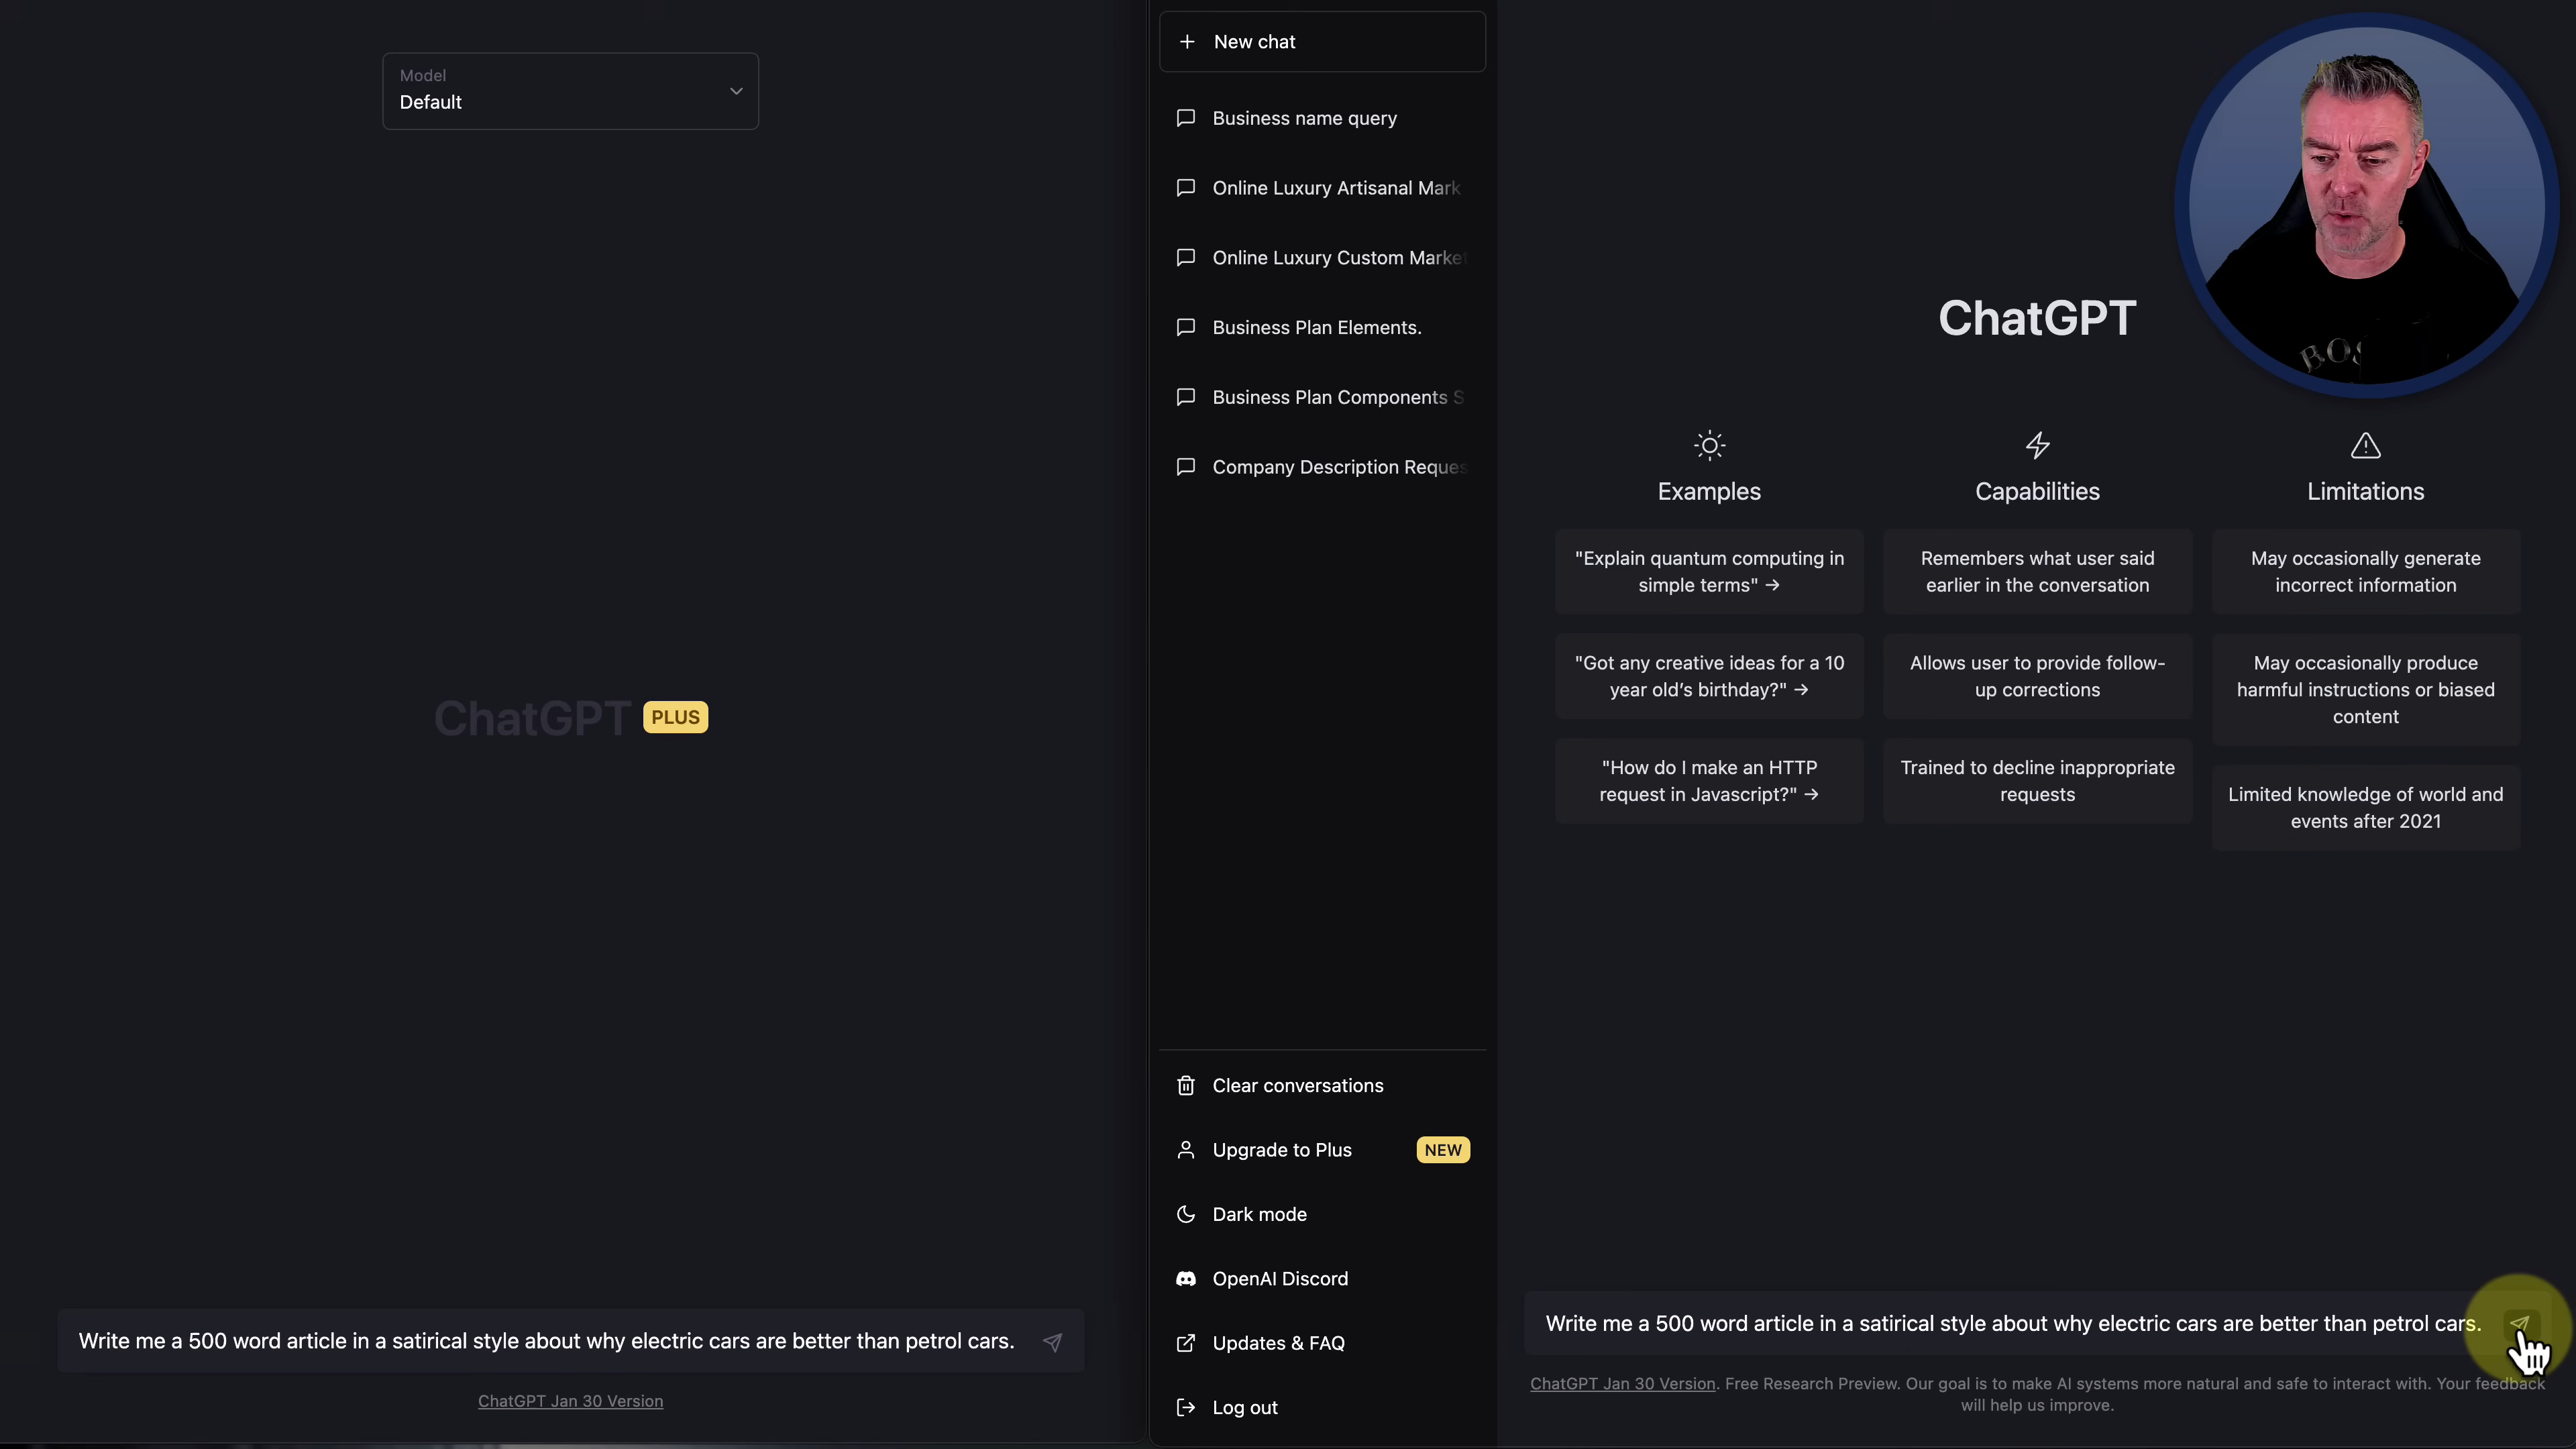 Model
Default
ChatGPT PLUS
Write me a 500 word article in a satirical style about why electric cars are better than petrol cars.
ChatGPT Jan 30 Version
New chat
Business name query
Online Luxury Artisanal Mark
Online Luxury Custom Market
Business Plan Elements.
Business Plan Components S
Company Description Reques
Clear conversations
Upgrade to Plus NEW
Dark mode
OpenAI Discord
Updates & FAQ
Log out
ChatGPT
Examples
"Explain quantum computing in
simple terms" →
"Got any creative ideas for a 10
year old's birthday?" →
"How do I make an HTTP
request in Javascript?" →
Capabilities
Remembers what user said
earlier in the conversation
Allows user to provide follow-
up corrections
Trained to decline inappropriate
requests
Limitations
May occasionally generate
incorrect information
May occasionally produce
harmful instructions or biased
content
Limited knowledge of world and
events after 2021
Write me a 500 word article in a satirical style about why electric cars are better than petrol cars.
ChatGPT Jan 30 Version. Free Research Preview. Our goal is to make AI systems more natural and safe to interact with. Your feedback
will help us improve.
BOS